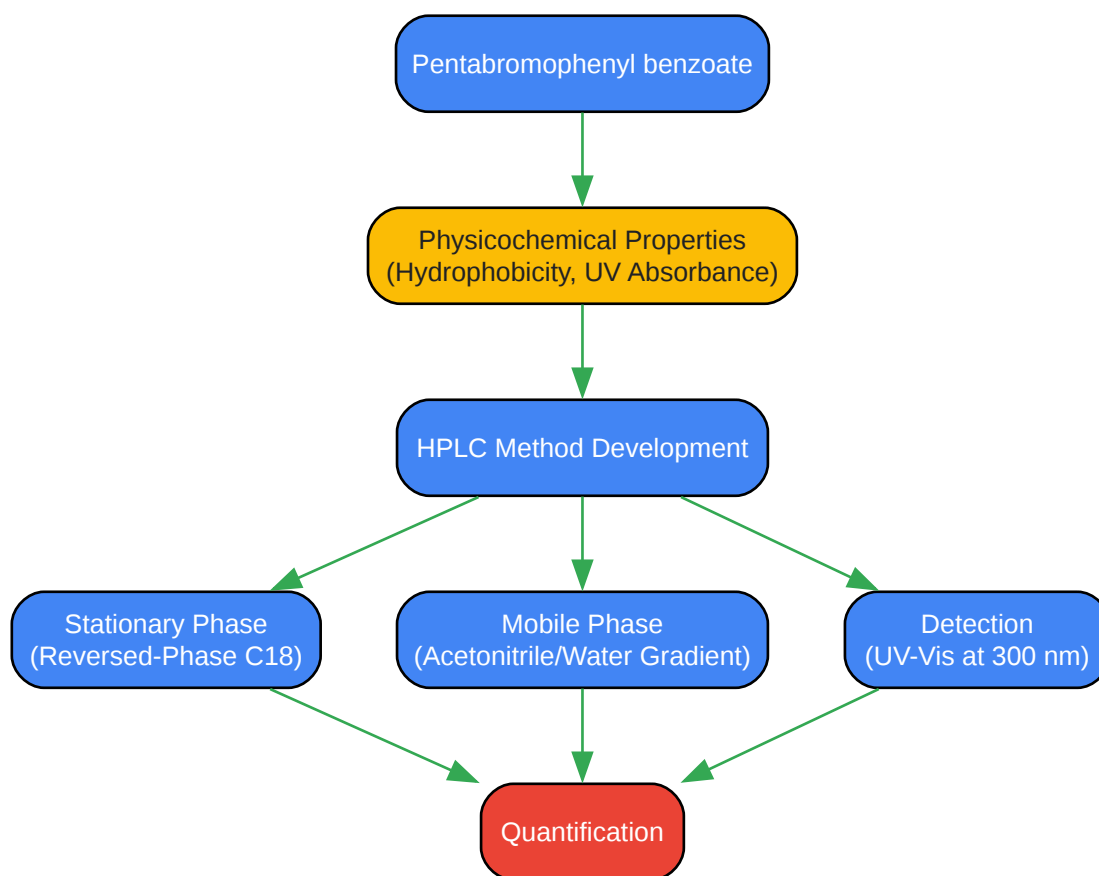 Pentabromophenyl benzoate
Physicochemical Properties
(Hydrophobicity, UV Absorbance)
HPLC Method Development
Stationary Phase
(Reversed-Phase C18)
Mobile Phase
(Acetonitrile/Water Gradient)
Detection
(UV-Vis at 300 nm)
Quantification